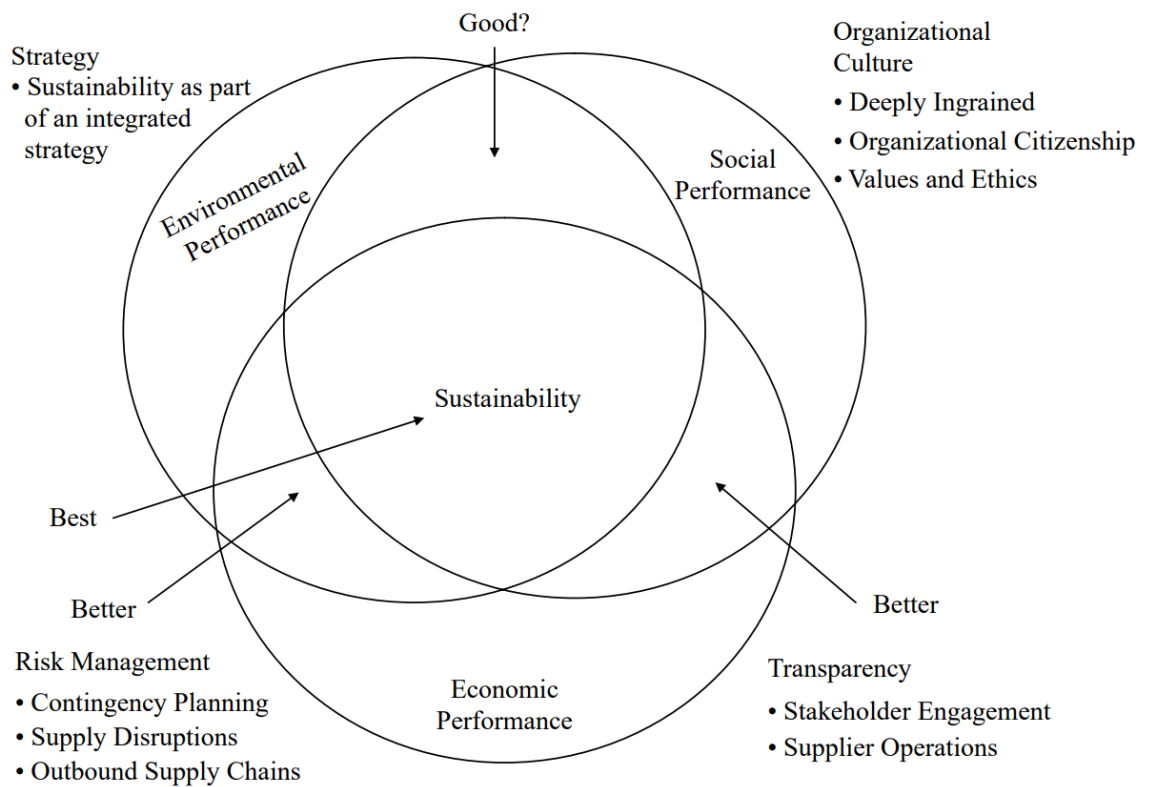 Good?
Strategy
• Sustainability as part
of an integrated
strategy
Organizational
Culture
• Deeply Ingrained
• Organizational Citizenship
• Values and Ethics
Environmental
Performance
Social
Performance
Sustainability
Best
Better
Better
Risk Management
• Contingency Planning
• Supply Disruptions
• Outbound Supply Chains
Economic
Performance
Transparency
• Stakeholder Engagement
• Supplier Operations